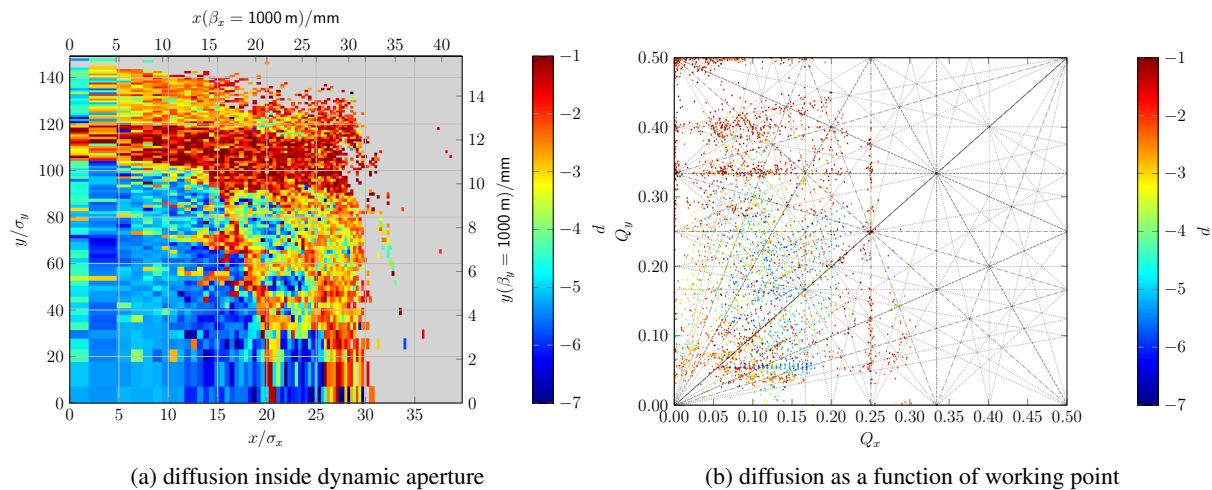 x(βx = 1000 m)/mm
0 5 10 14 15 20 25 30 35 40
0 20 40 60 80 100 120 140
y/σy
0 5 10 15 20 25 30 35
x/σx
0 2 4 6 8 10 12 14
y(βy = 1000 m)/mm
−1 −2 −3 −4 −5 −6 −7
d
(a) diffusion inside dynamic aperture
0.50 0.40 0.30 0.20 0.10 0.00
Qy
0.00 0.05 0.10 0.15 0.20 0.25 0.30 0.35 0.40 0.45 0.50
Qx
−1 −2 −3 −4 −5 −6 −7
d
(b) diffusion as a function of working point